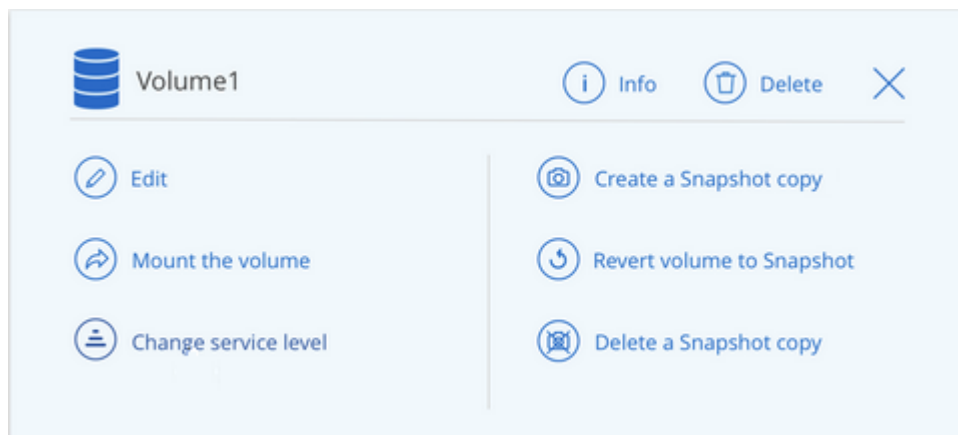 Volume1
Info
Delete
Edit
Mount the volume
Change service level
Create a Snapshot copy
Revert volume to Snapshot
Delete a Snapshot copy